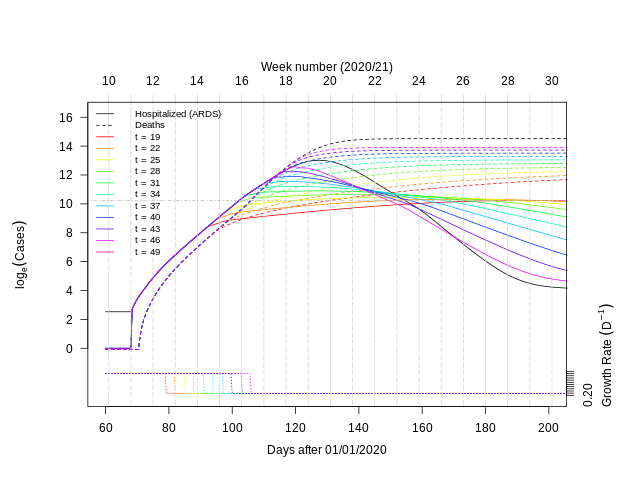 Week number (2020/21)
10 12 14 16 18 20 22 24 26 28 30
Hospitalized (ARDS)
Deaths
t = 19
t = 22
t = 25
t = 28
t = 31
t = 34
t = 37
t = 40
t = 43
t = 46
t = 49
16
14
12
10
8
6
4
2
0
logₑ(Cases)
0.20
Growth Rate (D⁻¹)
60 80 100 120 140 160 180 200
Days after 01/01/2020